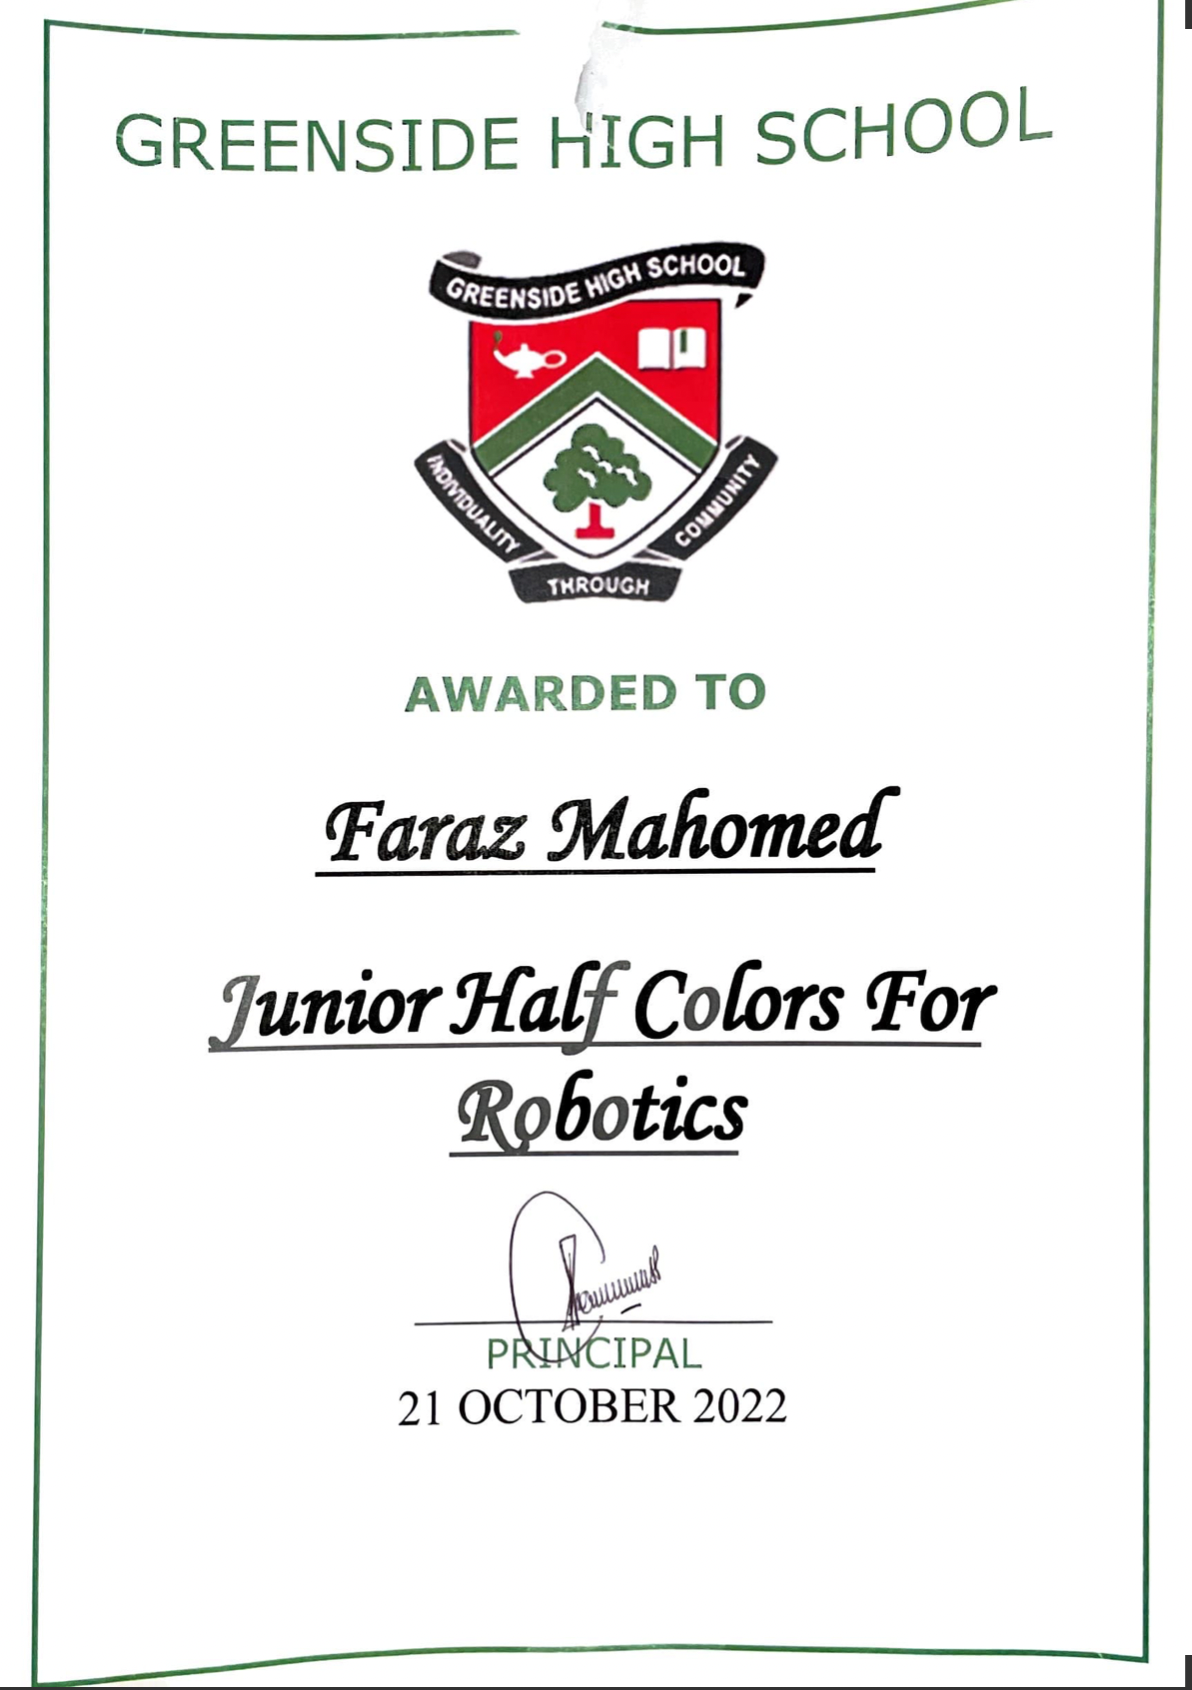 GREENSIDE HIGH SCHOOL
GREENSIDE HIGH SCHOOL
INDIVIDUALITY
THROUGH
COMMUNITY
AWARDED TO
Faraz Mahomed
Junior Half Colors For
Robotics
PRINCIPAL
21 OCTOBER 2022